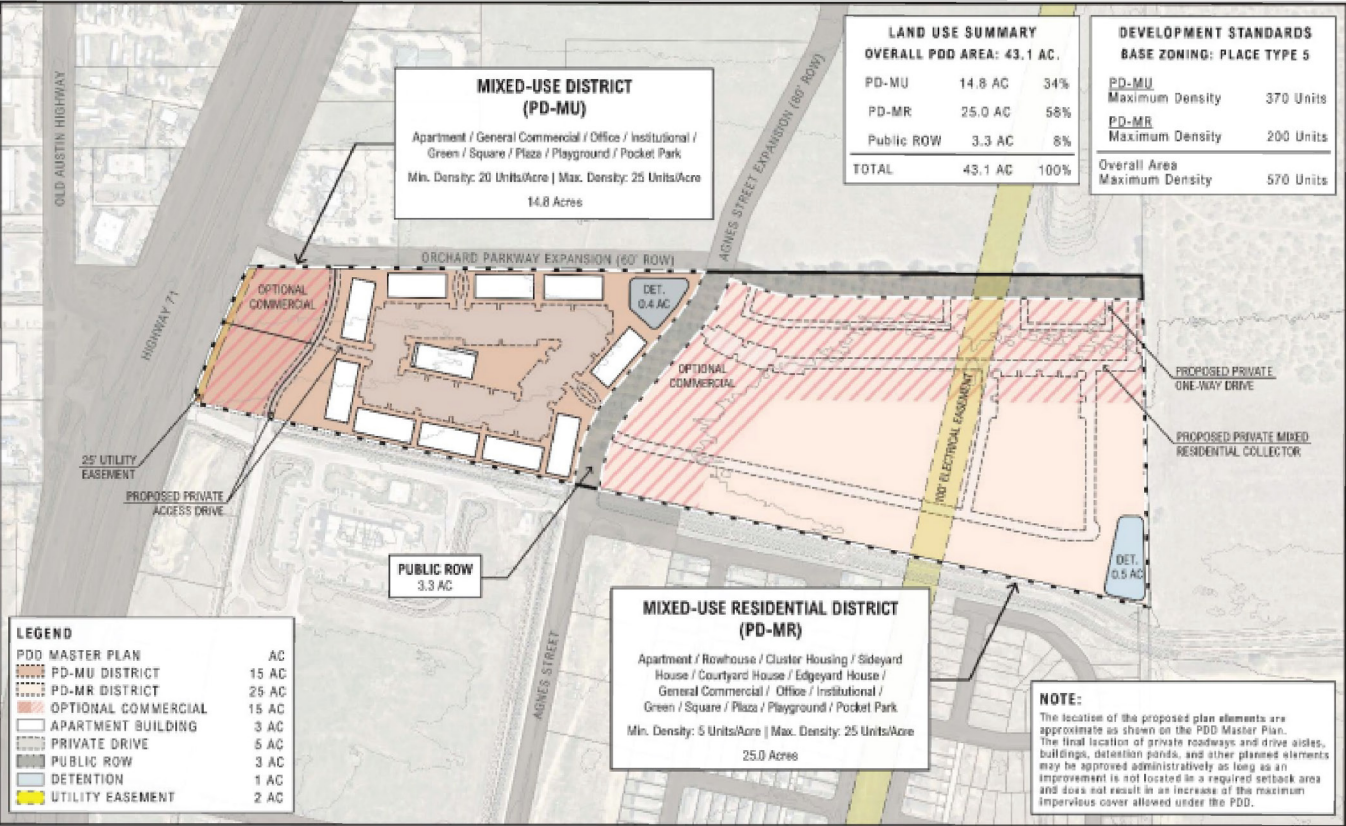 OLD AUSTIN HIGHWAY
HIGHWAY 71
MIXED-USE DISTRICT
(PD-MU)
Apartment / General Commercial / Office / Institutional /
Green / Square / Plaza / Playground / Pocket Park
Min. Density: 20 Units/Acre | Max. Density: 25 Units/Acre
14.8 Acres
AGNES STREET EXPANSION (80' ROW)
LAND USE SUMMARY
OVERALL PDD AREA: 43.1 AC.
PD-MU 14.8 AC 34%
PD-MR 25.0 AC 58%
Public ROW 3.3 AC 8%
TOTAL 43.1 AC 100%
DEVELOPMENT STANDARDS
BASE ZONING: PLACE TYPE 5
PD-MU
Maximum Density 370 Units
PD-MR
Maximum Density 200 Units
Overall Area
Maximum Density 570 Units
ORCHARD PARKWAY EXPANSION (60' ROW)
OPTIONAL
COMMERCIAL
DET.
0.4 AC
OPTIONAL
COMMERCIAL
100' ELECTRICAL EASEMENT
PROPOSED PRIVATE
ONE-WAY DRIVE
PROPOSED PRIVATE MIXED
RESIDENTIAL COLLECTOR
25' UTILITY
EASEMENT
PROPOSED PRIVATE
ACCESS DRIVE
DET.
0.5 AC
PUBLIC ROW
3.3 AC
AGNES STREET
MIXED-USE RESIDENTIAL DISTRICT
(PD-MR)
Apartment / Rowhouse / Cluster Housing / Sideyard
House / Courtyard House / Edgeyard House /
General Commercial / Office / Institutional /
Green / Square / Plaza / Playground / Pocket Park
Min. Density: 5 Units/Acre | Max. Density: 25 Units/Acre
25.0 Acres
LEGEND
PDD MASTER PLAN AC
PD-MU DISTRICT 15 AC
PD-MR DISTRICT 25 AC
OPTIONAL COMMERCIAL 15 AC
APARTMENT BUILDING 3 AC
PRIVATE DRIVE 5 AC
PUBLIC ROW 3 AC
DETENTION 1 AC
UTILITY EASEMENT 2 AC
NOTE:
The location of the proposed plan elements are
approximate as shown on the PDD Master Plan.
The final location of private roadways and drive aisles,
buildings, detention ponds, and other planned elements
may be approved administratively as long as an
improvement is not located in a required setback area
and does not result in an increase of the maximum
impervious cover allowed under the PDD.